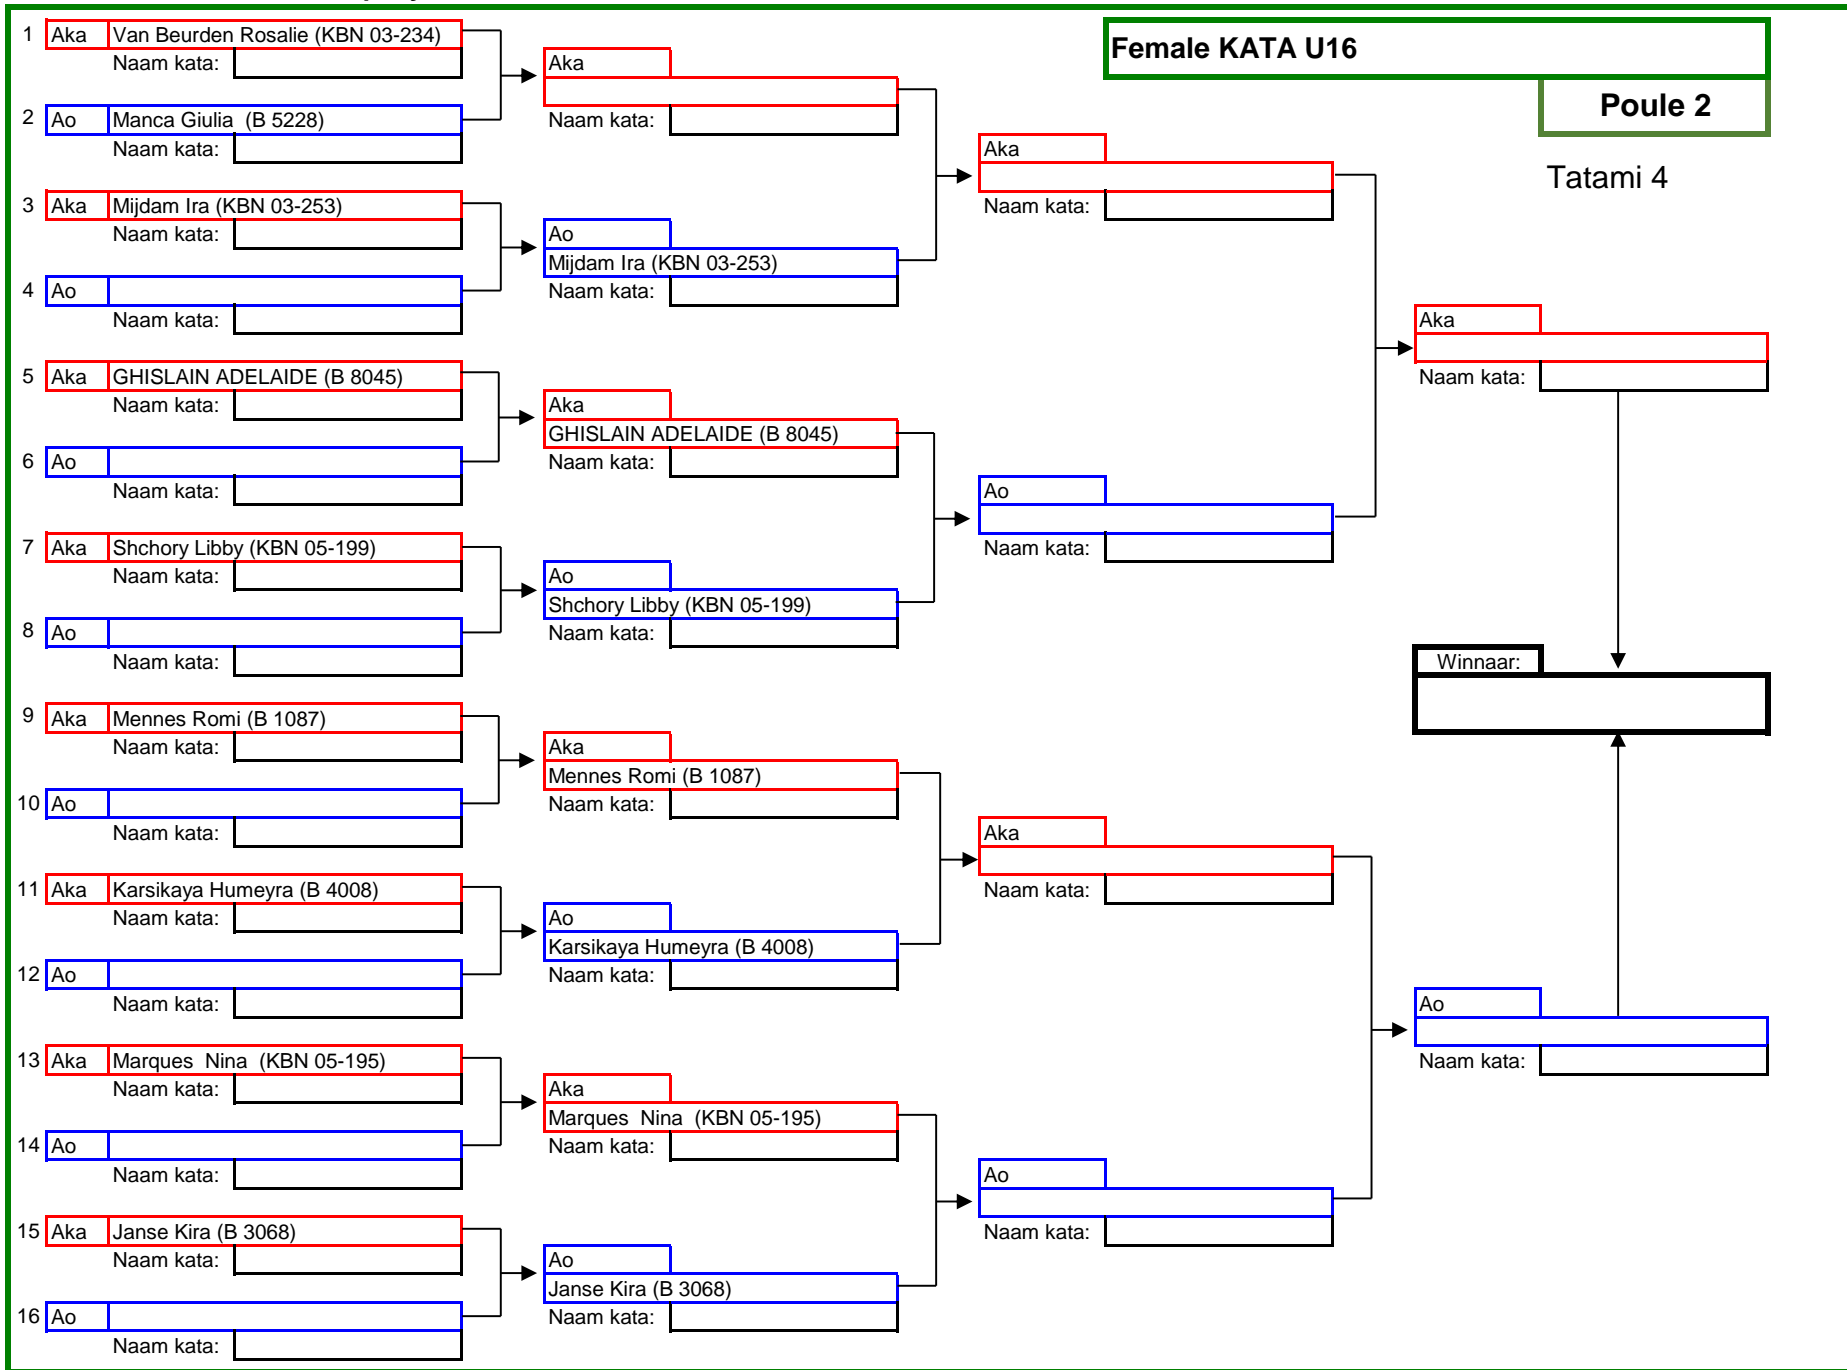 Female KATA U16
Poule 2
Tatami 4
1 Aka Van Beurden Rosalie (KBN 03-234)
Naam kata:
2 Ao Manca Giulia  (B 5228)
Naam kata:
3 Aka Mijdam Ira (KBN 03-253)
Naam kata:
4 Ao
Naam kata:
5 Aka GHISLAIN ADELAIDE (B 8045)
Naam kata:
6 Ao
Naam kata:
7 Aka Shchory Libby (KBN 05-199)
Naam kata:
8 Ao
Naam kata:
9 Aka Mennes Romi (B 1087)
Naam kata:
10 Ao
Naam kata:
11 Aka Karsikaya Humeyra (B 4008)
Naam kata:
12 Ao
Naam kata:
13 Aka Marques  Nina  (KBN 05-195)
Naam kata:
14 Ao
Naam kata:
15 Aka Janse Kira (B 3068)
Naam kata:
16 Ao
Naam kata:
Aka
Naam kata:
Ao
Mijdam Ira (KBN 03-253)
Naam kata:
Aka
GHISLAIN ADELAIDE (B 8045)
Naam kata:
Ao
Shchory Libby (KBN 05-199)
Naam kata:
Aka
Mennes Romi (B 1087)
Naam kata:
Ao
Karsikaya Humeyra (B 4008)
Naam kata:
Aka
Marques  Nina  (KBN 05-195)
Naam kata:
Ao
Janse Kira (B 3068)
Naam kata:
Aka
Naam kata:
Ao
Naam kata:
Aka
Naam kata:
Ao
Naam kata:
Aka
Naam kata:
Winnaar:
Ao
Naam kata: